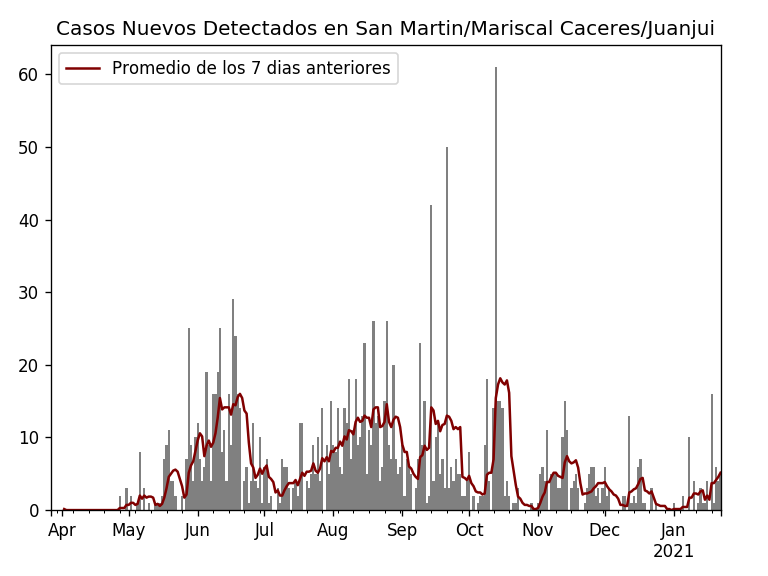 Casos Nuevos Detectados en San Martin/Mariscal Caceres/Juanjui
Promedio de los 7 dias anteriores
60
50
40
30
20
10
0
Apr May Jun Jul Aug Sep Oct Nov Dec Jan
2021